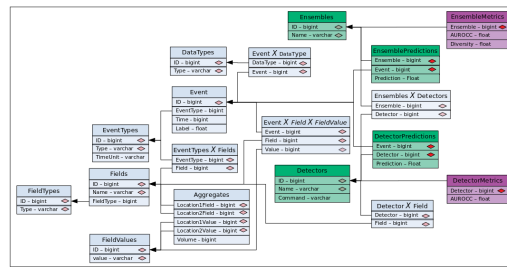 Ensembles
ID - bigint
Name - varchar
EnsembleMetrics
Ensemble - bigint
AUROCC - float
Diversity - float
DataTypes
ID - bigint
Type - varchar
Event X DataType
DataType - bigint
Event - bigint
EnsemblePredictions
Ensemble - bigint
Event - bigint
Prediction - Float
Event
ID - bigint
EventType - bigint
Time - bigint
Label - float
Ensembles X Detectors
Ensemble - bigint
Detector - bigint
EventTypes
ID - bigint
Type - varchar
TimeUnit - varchar
Event X Field X FieldValue
Event - bigint
Field - bigint
Value - bigint
DetectorPredictions
Event - bigint
Detector - bigint
Prediction - Float
EventTypes X Fields
EventType - bigint
Field - bigint
Fields
ID - bigint
Name - varchar
FieldType - bigint
Detectors
ID - bigint
Name - varchar
Command - varchar
DetectorMetrics
Detector - bigint
AUROCC - float
FieldTypes
ID - bigint
Type - varchar
Aggregates
Location1Field - bigint
Location2Field - bigint
Location1Value - bigint
Location2Value - bigint
Volume - bigint
Detector X Field
Detector - bigint
Field - bigint
FieldValues
ID - bigint
value - varchar